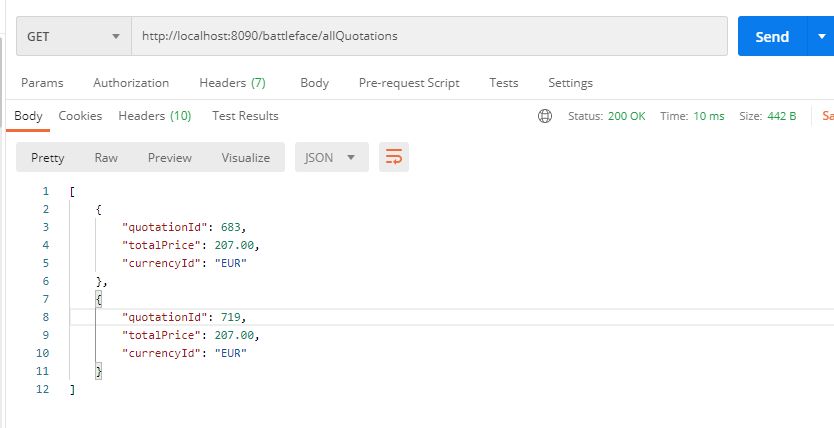 GET http://localhost:8090/battleface/allQuotations Send
Params Authorization Headers (7) Body Pre-request Script Tests Settings
Body Cookies Headers (10) Test Results Status: 200 OK Time: 10 ms Size: 442 B Sa
Pretty Raw Preview Visualize JSON
1 [
2 {
3 "quotationId": 683,
4 "totalPrice": 207.00,
5 "currencyId": "EUR"
6 },
7 {
8 "quotationId": 719,
9 "totalPrice": 207.00,
10 "currencyId": "EUR"
11 }
12 ]